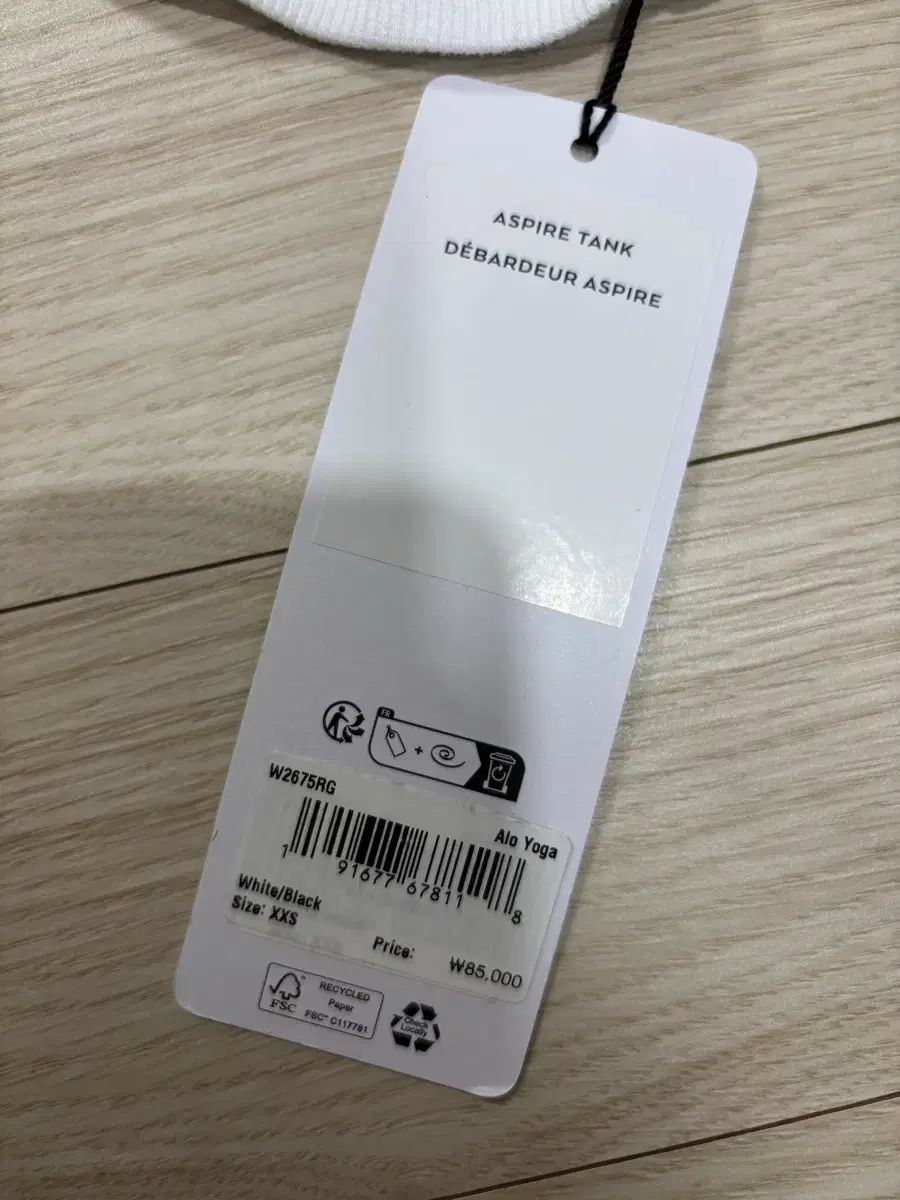 ASPIRE TANK
DÉBARDEUR ASPIRE
FR
W2675RG
Alo Yoga
1 91677 67811 8
White/Black
Size: XXS
Price: ₩85,000
FSC™
RECYCLED
Paper
FSC™ C117781
Check
Locally